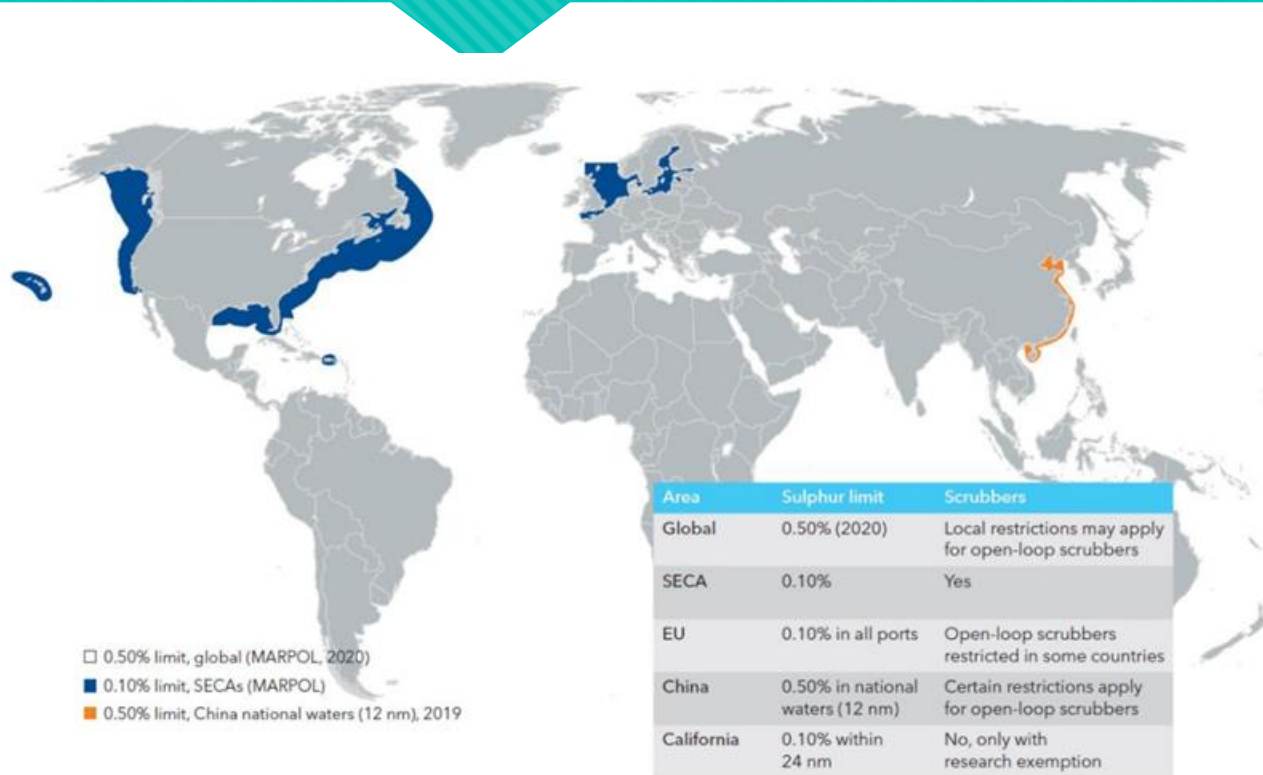 Area Sulphur limit Scrubbers
Global 0.50% (2020) Local restrictions may apply
for open-loop scrubbers
SECA 0.10% Yes
EU 0.10% in all ports Open-loop scrubbers
restricted in some countries
China 0.50% in national Certain restrictions apply
waters (12 nm) for open-loop scrubbers
California 0.10% within No, only with
24 nm research exemption
0.50% limit, global (MARPOL, 2020)
0.10% limit, SECAs (MARPOL)
0.50% limit, China national waters (12 nm), 2019